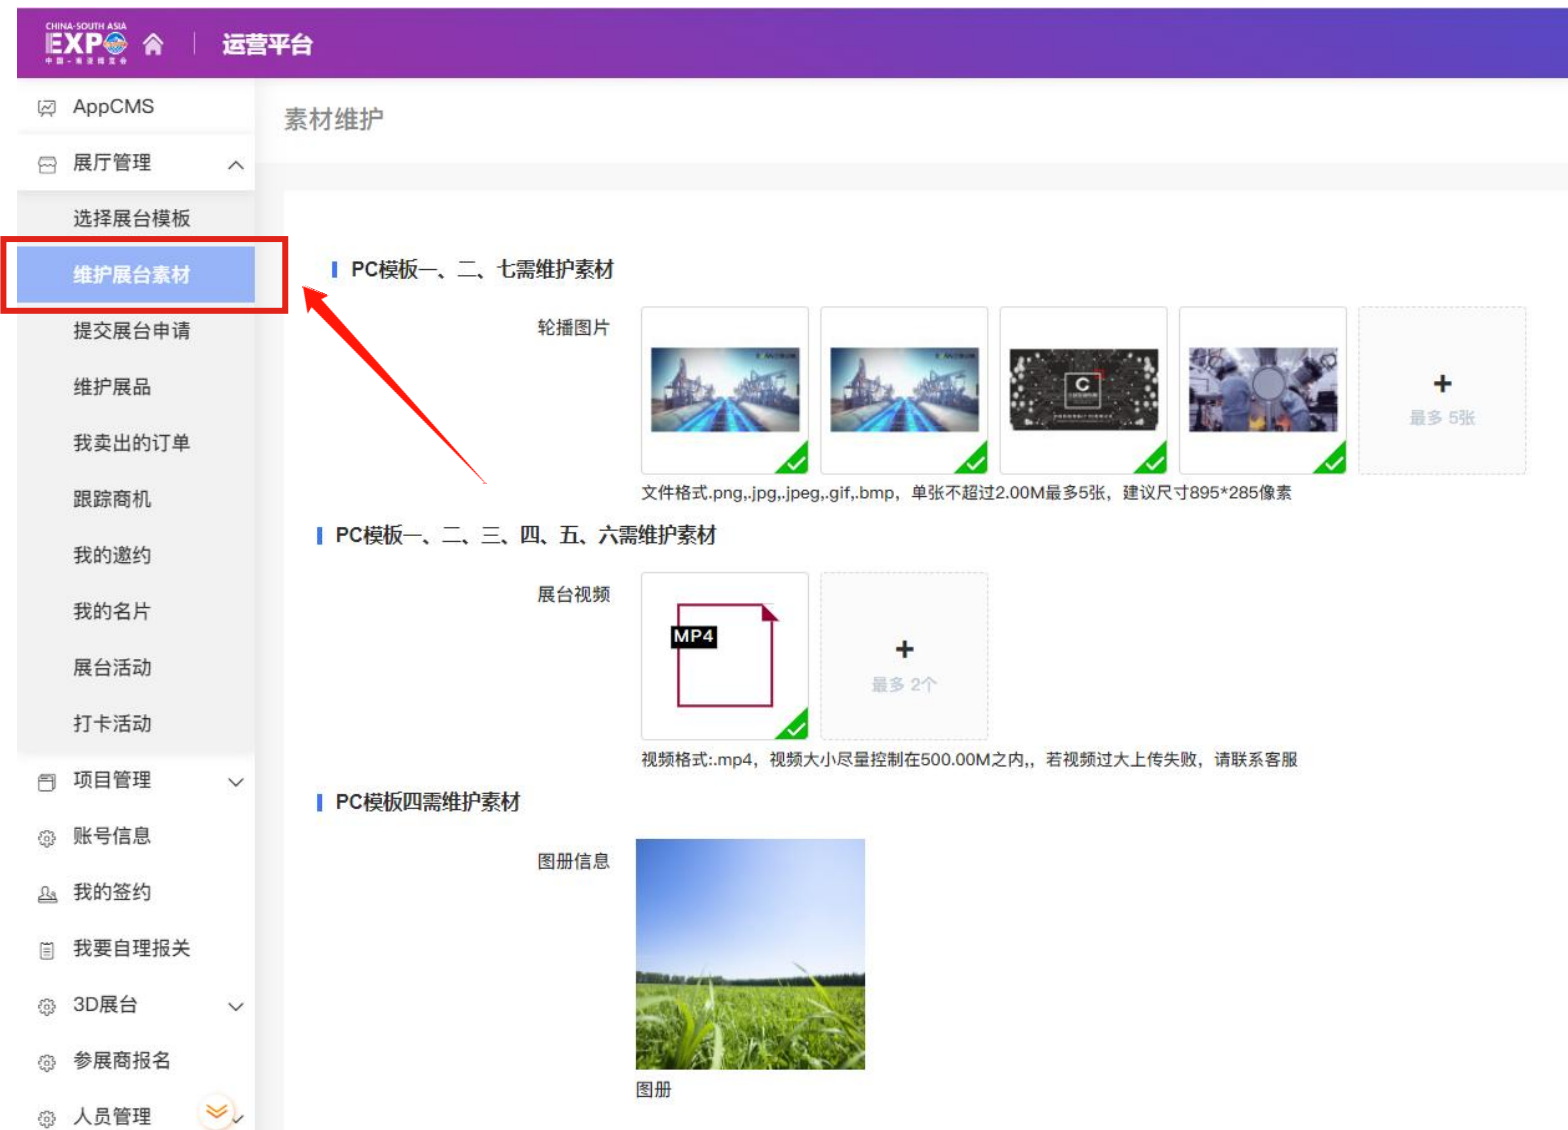 CHINA-SOUTH ASIA
EXPO
中国-南亚博览会
运营平台
AppCMS
展厅管理
选择展台模板
维护展台素材
提交展台申请
维护展品
我卖出的订单
跟踪商机
我的邀约
我的名片
展台活动
打卡活动
项目管理
账号信息
我的签约
我要自理报关
3D展台
参展商报名
人员管理
素材维护
PC模板一、二、七需维护素材
轮播图片
+
最多 5张
文件格式.png,.jpg,.jpeg,.gif,.bmp，单张不超过2.00M最多5张，建议尺寸895*285像素
PC模板一、二、三、四、五、六需维护素材
展台视频
MP4
+
最多 2个
视频格式:.mp4，视频大小尽量控制在500.00M之内,，若视频过大上传失败，请联系客服
PC模板四需维护素材
图册信息
图册